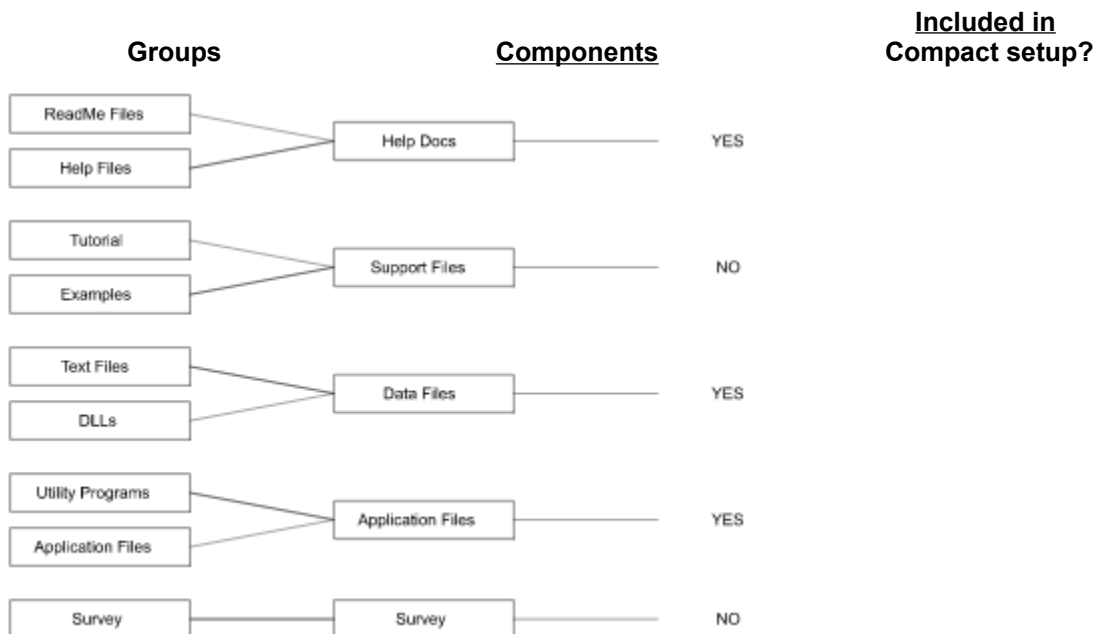 Included in
Groups Components Compact setup?
ReadMe Files
Help Docs YES
Help Files
Tutorial
Support Files NO
Examples
Text Files
Data Files YES
DLLs
Utility Programs
Application Files YES
Application Files
Survey Survey NO